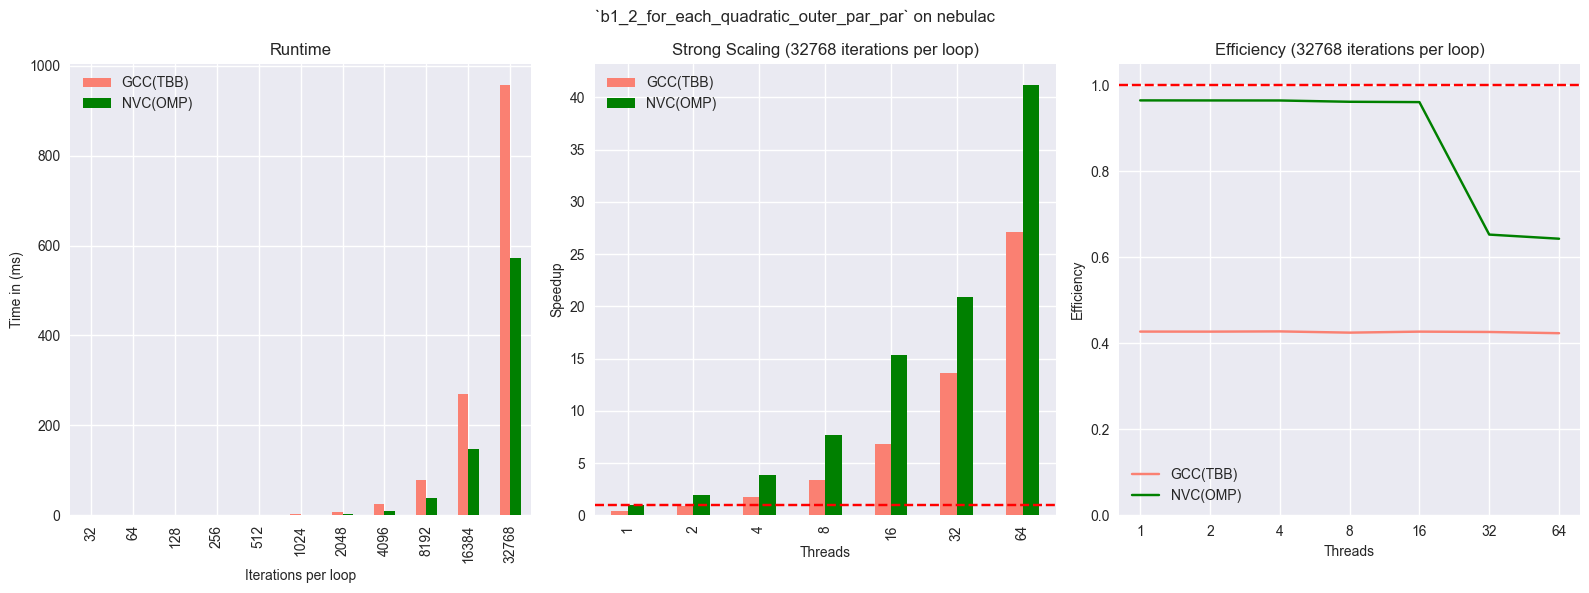 `b1_2_for_each_quadratic_outer_par_par` on nebulac
Runtime
GCC(TBB)
NVC(OMP)
Time in (ms)
1000
800
600
400
200
0
32
64
128
256
512
1024
2048
4096
8192
16384
32768
Iterations per loop
Strong Scaling (32768 iterations per loop)
GCC(TBB)
NVC(OMP)
Speedup
40
35
30
25
20
15
10
5
0
1
2
4
8
16
32
64
Threads
Efficiency (32768 iterations per loop)
Efficiency
1.0
0.8
0.6
0.4
0.2
0.0
GCC(TBB)
NVC(OMP)
1
2
4
8
16
32
64
Threads